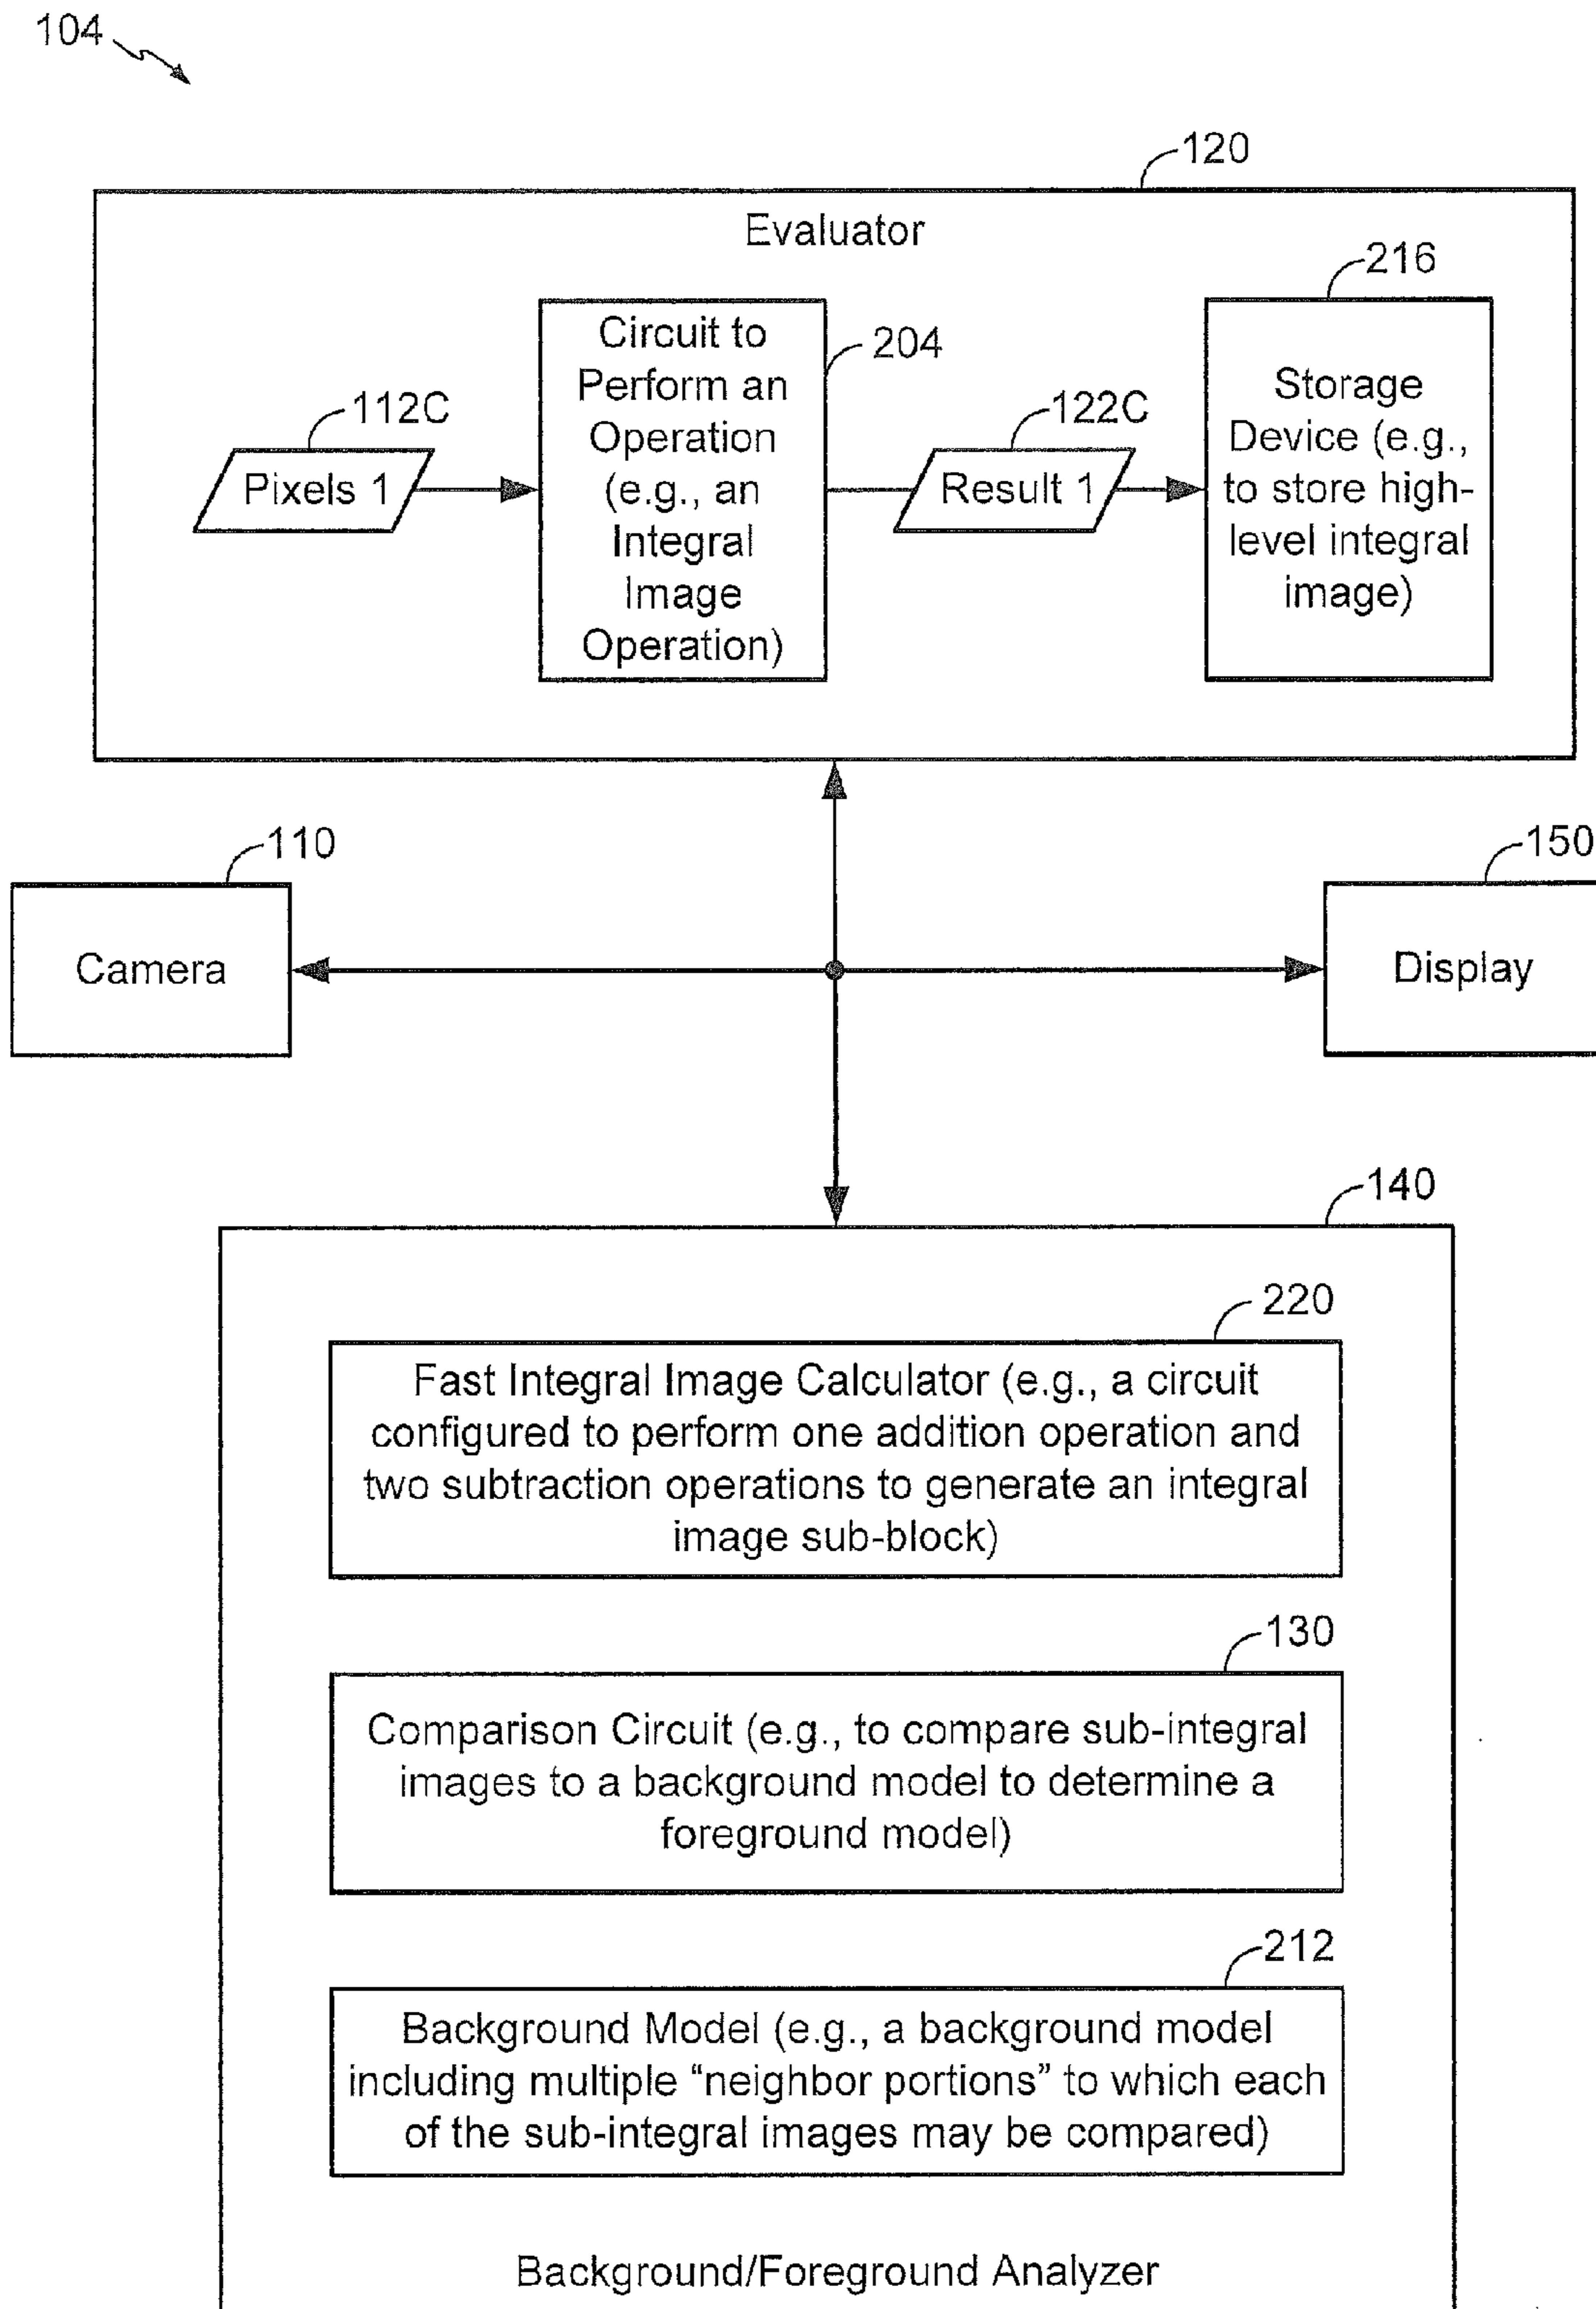 104
120
Evaluator
216
Circuit to
Perform an
Operation
(e.g., an
Integral
Image
Operation)
204
112C
Pixels 1
122C
Result 1
Storage
Device (e.g.,
to store high-
level integral
image)
110
Camera
150
Display
140
220
Fast Integral Image Calculator (e.g., a circuit
configured to perform one addition operation and
two subtraction operations to generate an integral
image sub-block)
130
Comparison Circuit (e.g., to compare sub-integral
images to a background model to determine a
foreground model)
212
Background Model (e.g., a background model
including multiple “neighbor portions” to which each
of the sub-integral images may be compared)
Background/Foreground Analyzer